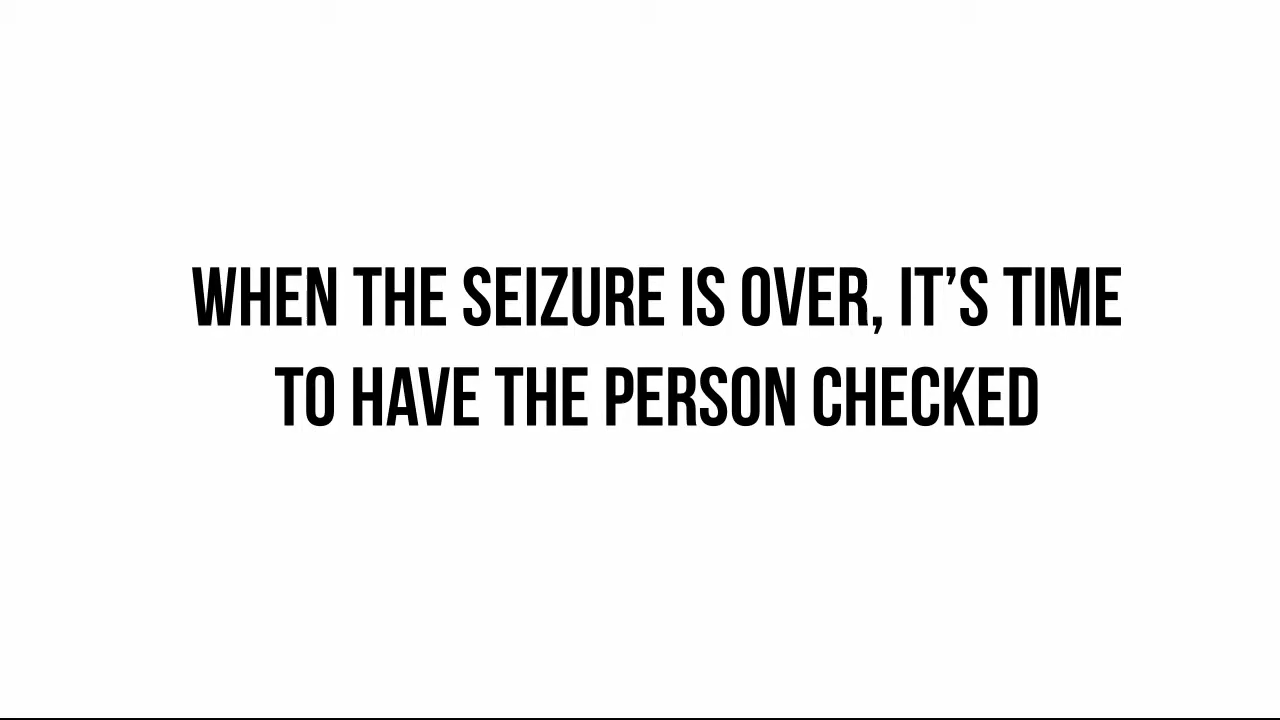 WHEN THE SEIZURE IS OVER, IT’S TIME
TO HAVE THE PERSON CHECKED